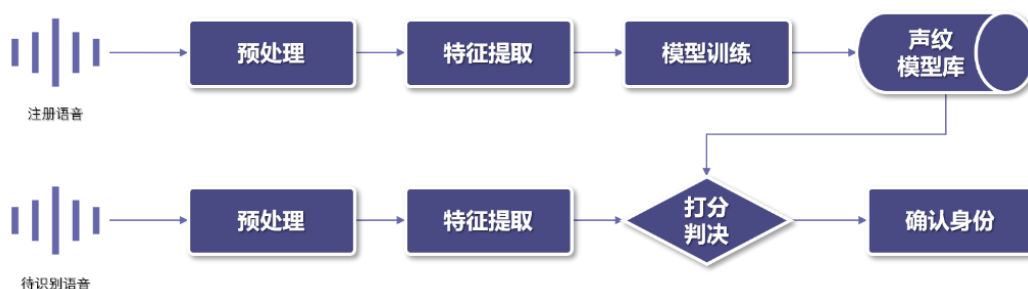 预处理
特征提取
模型训练
声纹
模型库
注册语音
预处理
特征提取
打分
判决
确认身份
待识别语音